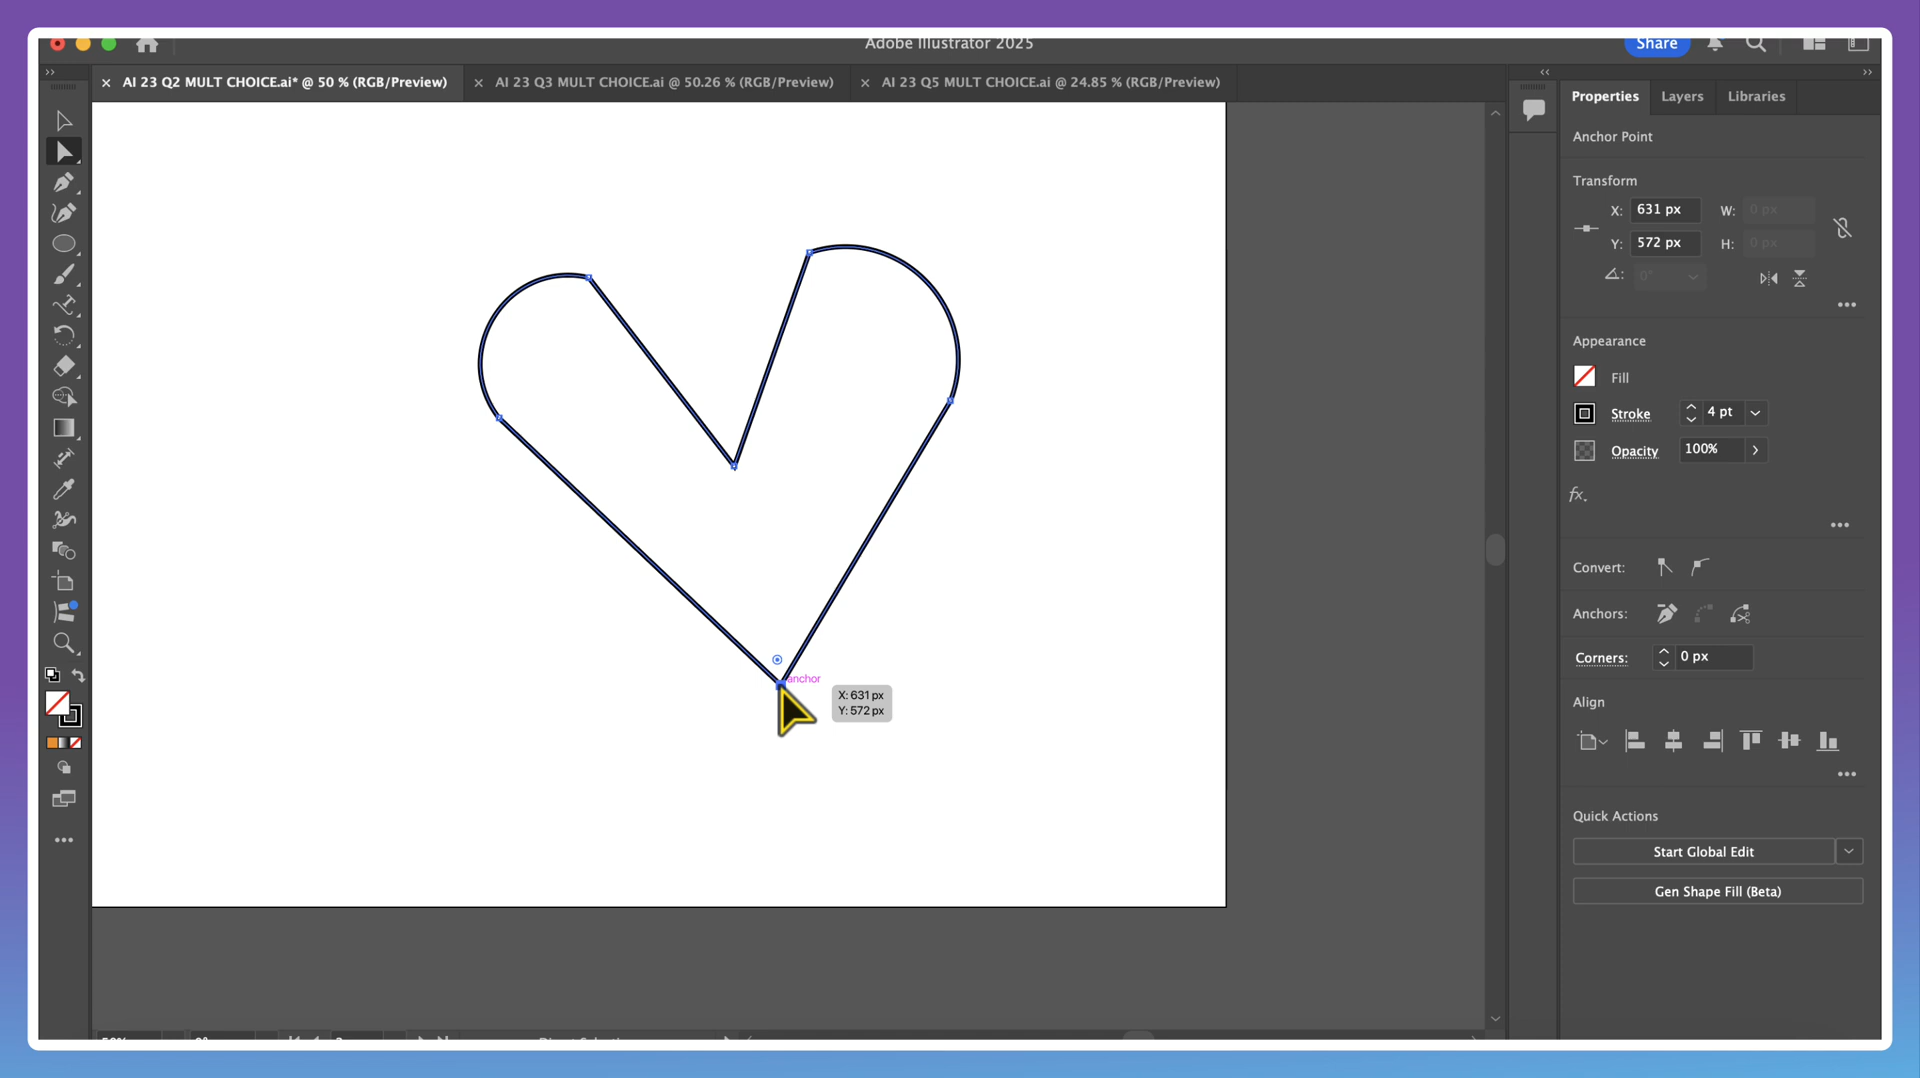 Adobe Illustrator 2025
Share
AI 23 Q2 MULT CHOICE.ai* @ 50 % (RGB/Preview)
AI 23 Q3 MULT CHOICE.ai @ 50.26 % (RGB/Preview)
AI 23 Q5 MULT CHOICE.ai @ 24.85 % (RGB/Preview)
Properties
Layers
Libraries
Anchor Point
Transform
X: 631 px W: 0 px
Y: 572 px H: 0 px
0°
Appearance
Fill
Stroke 4 pt
Opacity 100%
fx.
Convert:
Anchors:
Corners: 0 px
Align
Quick Actions
Start Global Edit
Gen Shape Fill (Beta)
anchor
X: 631 px
Y: 572 px